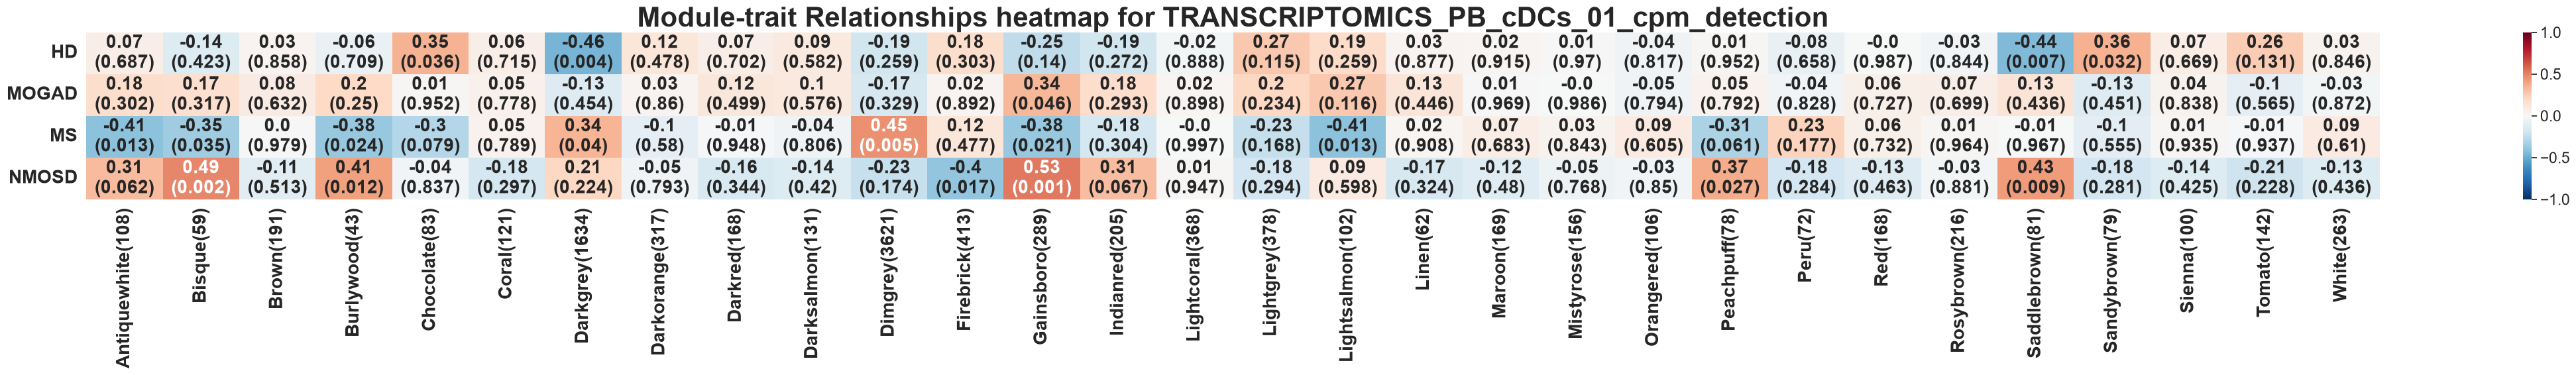 Module-trait Relationships heatmap for TRANSCRIPTOMICS_PB_cDCs_01_cpm_detection
HD
0.07 -0.14 0.03 -0.06 0.35 0.06 -0.46 0.12 0.07 0.09 -0.19 0.18 -0.25 -0.19 -0.02 0.27 0.19 0.03 0.02 0.01 -0.04 0.01 -0.08 -0.0 -0.03 -0.44 0.36 0.07 0.26 0.03
(0.687) (0.423) (0.858) (0.709) (0.036) (0.715) (0.004) (0.478) (0.702) (0.582) (0.259) (0.303) (0.14) (0.272) (0.888) (0.115) (0.259) (0.877) (0.915) (0.97) (0.817) (0.952) (0.658) (0.987) (0.844) (0.007) (0.032) (0.669) (0.131) (0.846)
MOGAD
0.18 0.17 0.08 0.2 0.01 0.05 -0.13 0.03 0.12 0.1 -0.17 0.02 0.34 0.18 0.02 0.2 0.27 0.13 0.01 -0.0 -0.05 0.05 -0.04 0.06 0.07 0.13 -0.13 0.04 -0.1 -0.03
(0.302) (0.317) (0.632) (0.25) (0.952) (0.778) (0.454) (0.86) (0.499) (0.576) (0.329) (0.892) (0.046) (0.293) (0.898) (0.234) (0.116) (0.446) (0.969) (0.986) (0.794) (0.792) (0.828) (0.727) (0.699) (0.436) (0.451) (0.838) (0.565) (0.872)
MS
-0.41 -0.35 0.0 -0.38 -0.3 0.05 0.34 -0.1 -0.01 -0.04 0.45 0.12 -0.38 -0.18 -0.0 -0.23 -0.41 0.02 0.07 0.03 0.09 -0.31 0.23 0.06 0.01 -0.01 -0.1 0.01 -0.01 0.09
(0.013) (0.035) (0.979) (0.024) (0.079) (0.789) (0.04) (0.58) (0.948) (0.806) (0.005) (0.477) (0.021) (0.304) (0.997) (0.168) (0.013) (0.908) (0.683) (0.843) (0.605) (0.061) (0.177) (0.732) (0.964) (0.967) (0.555) (0.935) (0.937) (0.61)
NMOSD
0.31 0.49 -0.11 0.41 -0.04 -0.18 0.21 -0.05 -0.16 -0.14 -0.23 -0.4 0.53 0.31 0.01 -0.18 0.09 -0.17 -0.12 -0.05 -0.03 0.37 -0.18 -0.13 -0.03 0.43 -0.18 -0.14 -0.21 -0.13
(0.062) (0.002) (0.513) (0.012) (0.837) (0.297) (0.224) (0.793) (0.344) (0.42) (0.174) (0.017) (0.001) (0.067) (0.947) (0.294) (0.598) (0.324) (0.48) (0.768) (0.85) (0.027) (0.284) (0.463) (0.881) (0.009) (0.281) (0.425) (0.228) (0.436)
Antiquewhite(108)
Bisque(59)
Brown(191)
Burlywood(43)
Chocolate(83)
Coral(121)
Darkgrey(1634)
Darkorange(317)
Darkred(168)
Darksalmon(131)
Dimgrey(3621)
Firebrick(413)
Gainsboro(289)
Indianred(205)
Lightcoral(368)
Lightgrey(378)
Lightsalmon(102)
Linen(62)
Maroon(169)
Mistyrose(156)
Orangered(106)
Peachpuff(78)
Peru(72)
Red(168)
Rosybrown(216)
Saddlebrown(81)
Sandybrown(79)
Sienna(100)
Tomato(142)
White(263)
1.0
0.5
0.0
−0.5
−1.0